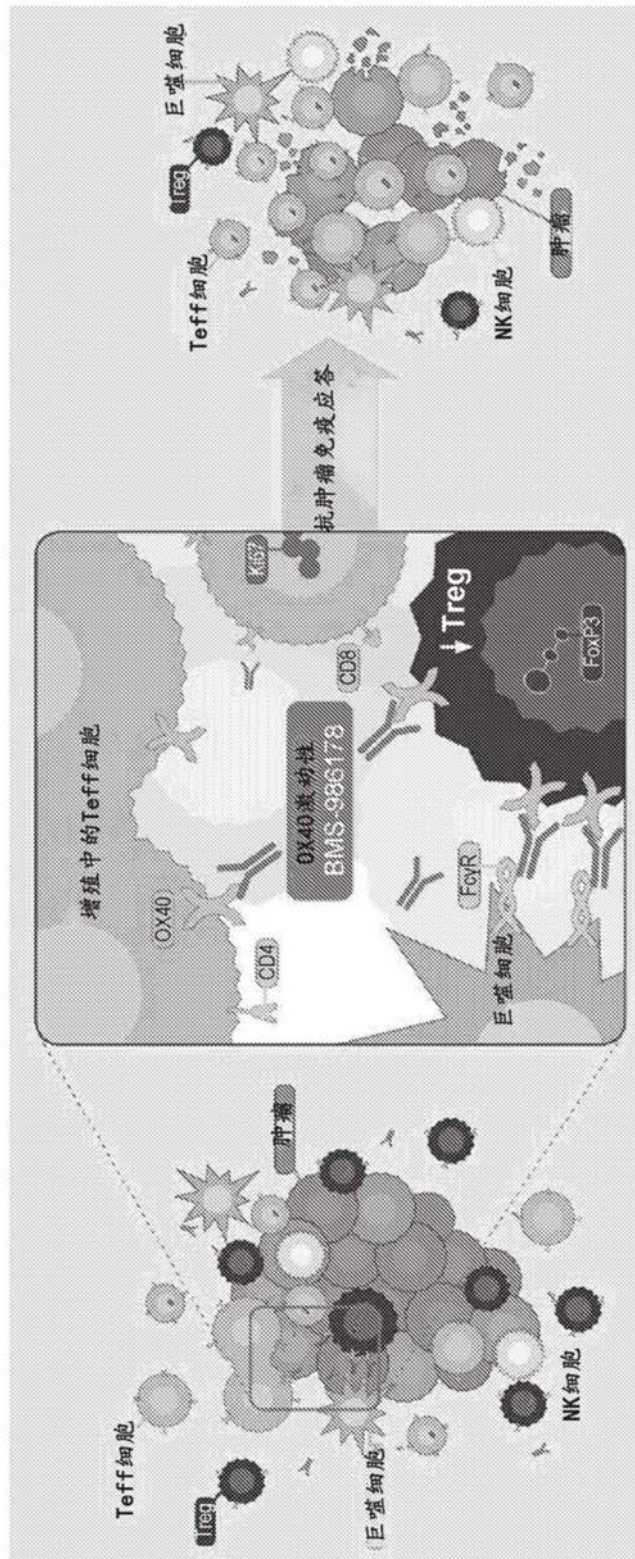 Teff细胞
Treg
肿瘤
巨噬细胞
NK细胞
增殖中的Teff细胞
OX40
CD4
Ki67
CD8
OX40激动性
BMS-986178
FcγR
↓Treg
巨噬细胞
FoxP3
抗肿瘤免疫应答
巨噬细胞
Treg
Teff细胞
NK细胞
肿瘤